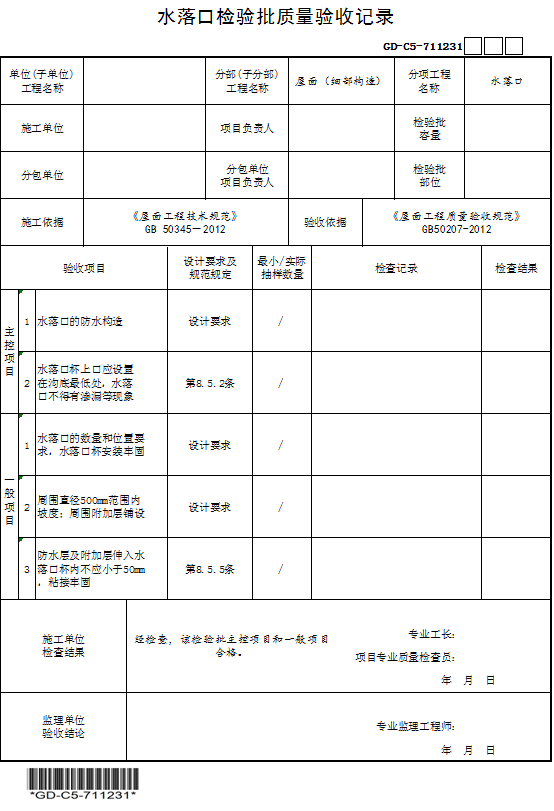 水落口检验批质量验收记录
GD-C5-711231
单位(子单位)
工程名称
分部(子分部)
工程名称
屋面（细部构造）
分项工程
名称
水落口
施工单位
项目负责人
检验批
容量
分包单位
分包单位
项目负责人
检验批
部位
施工依据
《屋面工程技术规范》
GB 50345－2012
验收依据
《屋面工程质量验收规范》
GB50207-2012
验收项目
设计要求及
规范规定
最小/实际
抽样数量
检查记录
检查结果
主
控
项
目
1
水落口的防水构造
设计要求
/
2
水落口杯上口应设置
在沟底最低处，水落
口不得有渗漏等现象
第8.5.2条
/
一
般
项
目
1
水落口的数量和位置要
求，水落口杯安装牢固
设计要求
/
2
周围直径500mm范围内
坡度；周围附加层铺设
设计要求
/
3
防水层及附加层伸入水
落口杯内不应小于50mm
，粘接牢固
第8.5.5条
/
施工单位
检查结果
经检查，该检验批主控项目和一般项目
合格。
专业工长：
项目专业质量检查员：
年 月 日
监理单位
验收结论
专业监理工程师：
年 月 日
*GD-C5-711231*